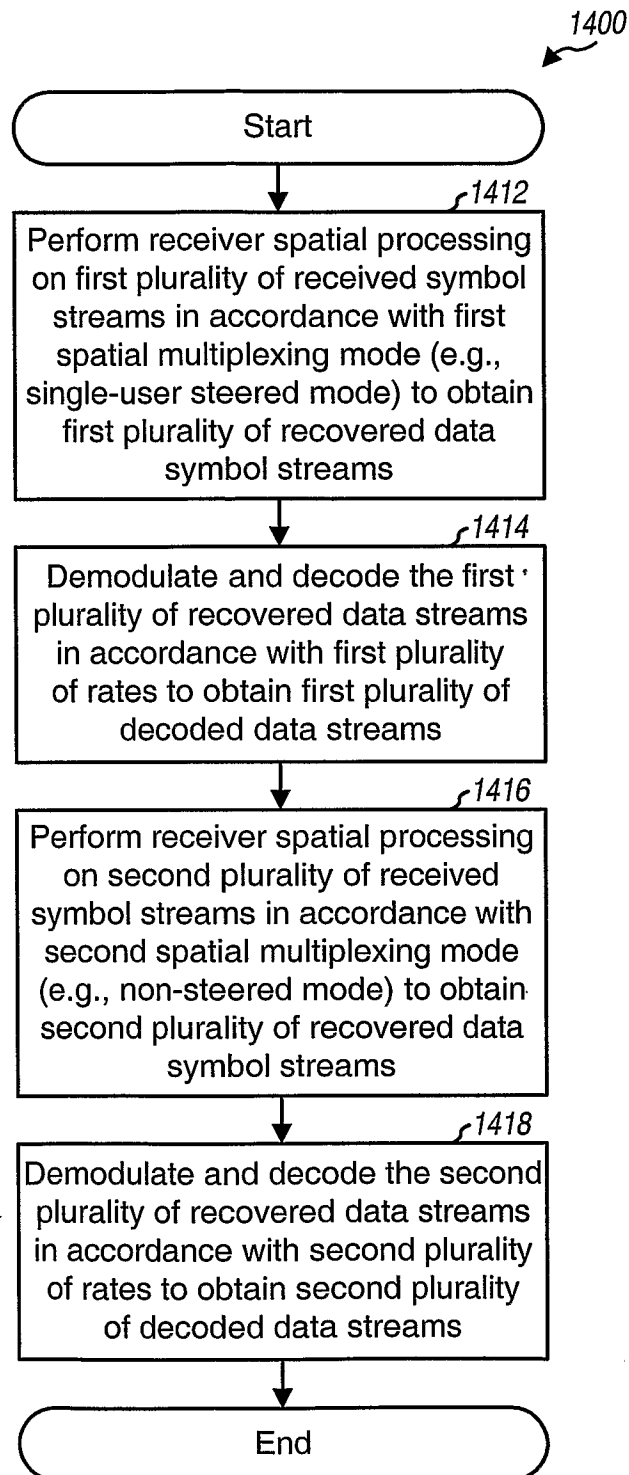 1400
Start
1412
Perform receiver spatial processing
on first plurality of received symbol
streams in accordance with first
spatial multiplexing mode (e.g.,
single-user steered mode) to obtain
first plurality of recovered data
symbol streams
1414
Demodulate and decode the first
plurality of recovered data streams
in accordance with first plurality
of rates to obtain first plurality of
decoded data streams
1416
Perform receiver spatial processing
on second plurality of received
symbol streams in accordance with
second spatial multiplexing mode
(e.g., non-steered mode) to obtain
second plurality of recovered data
symbol streams
1418
Demodulate and decode the second
plurality of recovered data streams
in accordance with second plurality
of rates to obtain second plurality
of decoded data streams
End